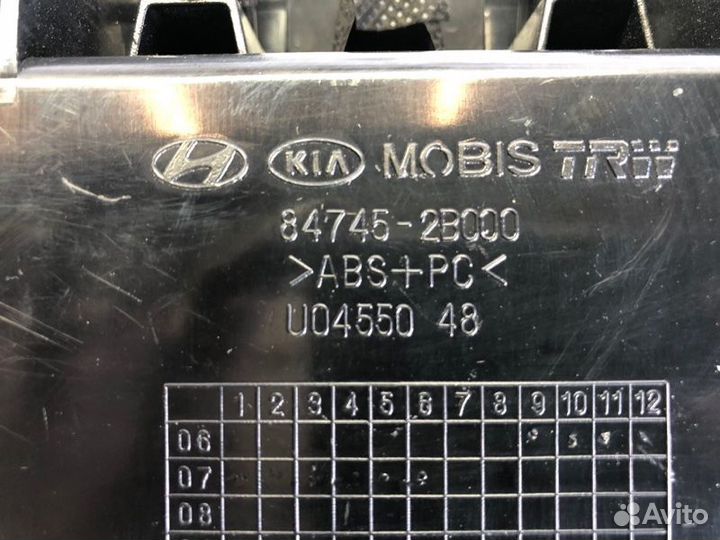 KIA MOBIS TRW
84745-2B000
>ABS+PC<
U04550 48
1 2 3 4 5 6 7 8 9 10 11 12
06
07
08
Avito